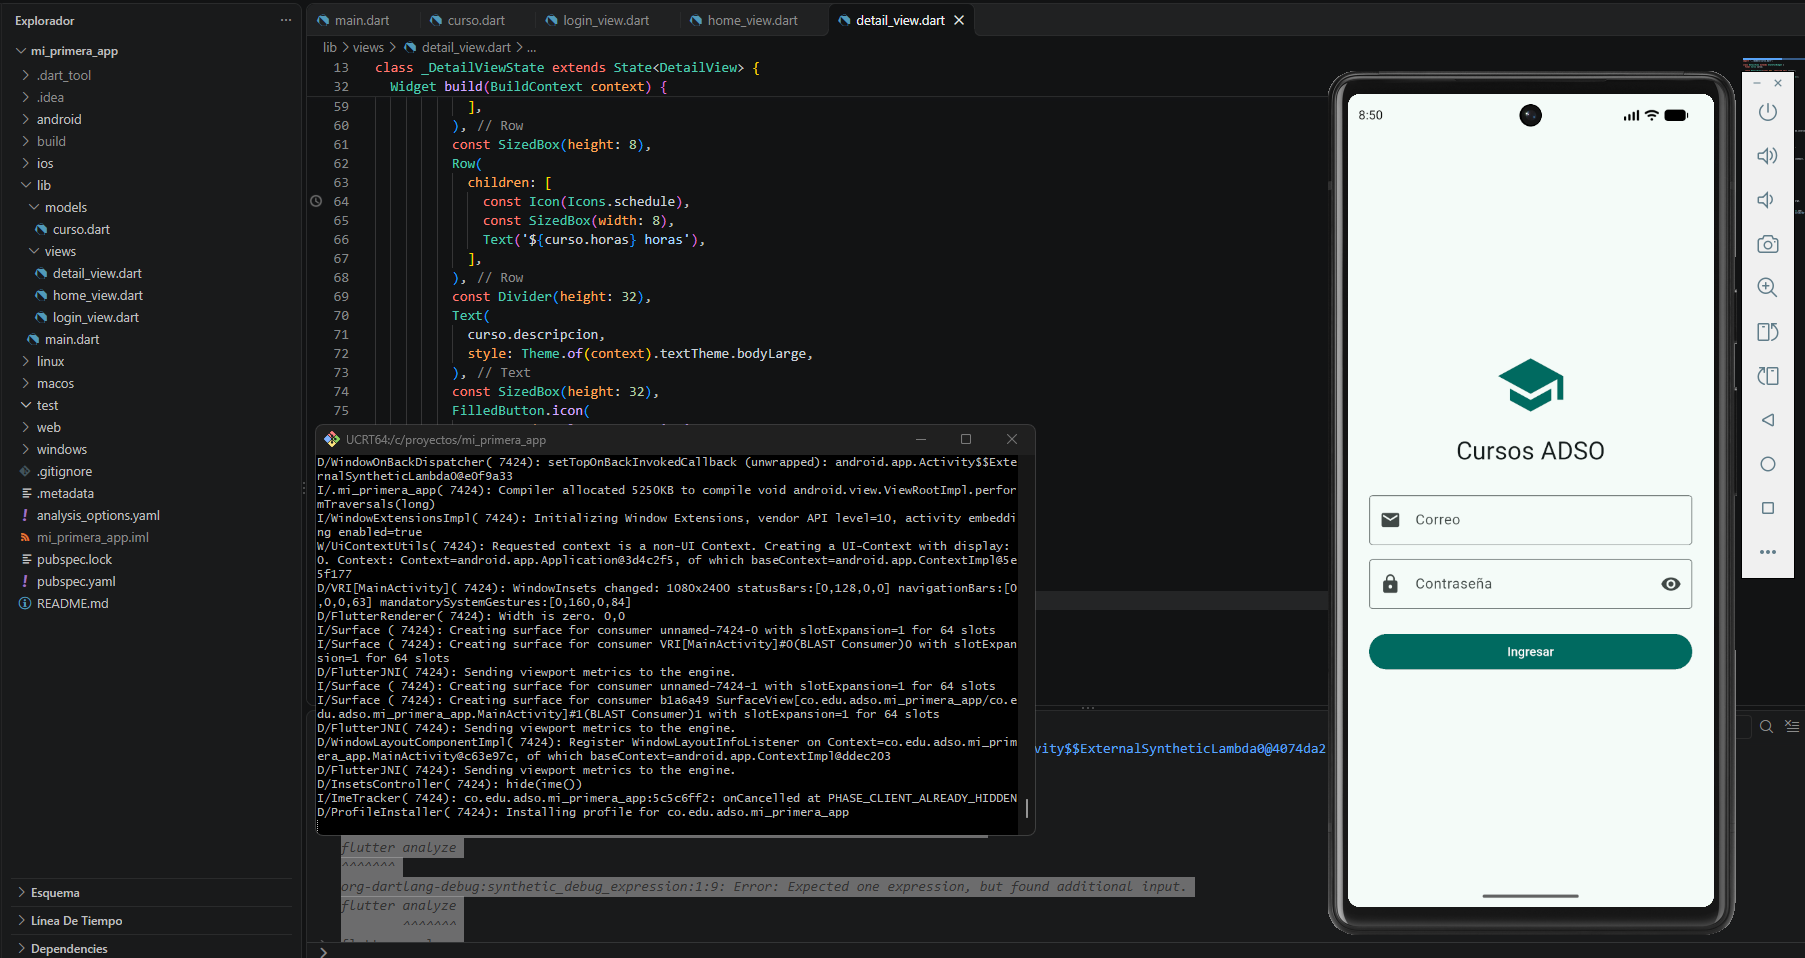 Explorador
mi_primera_app
.dart_tool
.idea
android
build
ios
lib
models
curso.dart
views
detail_view.dart
home_view.dart
login_view.dart
main.dart
linux
macos
test
web
windows
.gitignore
.metadata
analysis_options.yaml
mi_primera_app.iml
pubspec.lock
pubspec.yaml
README.md
Esquema
Línea De Tiempo
Dependencies
main.dart
curso.dart
login_view.dart
home_view.dart
detail_view.dart
lib > views > detail_view.dart > ...
13 class _DetailViewState extends State<DetailView> {
32 Widget build(BuildContext context) {
59 ],
60 ), // Row
61 const SizedBox(height: 8),
62 Row(
63 children: [
64 const Icon(Icons.schedule),
65 const SizedBox(width: 8),
66 Text('${curso.horas} horas'),
67 ],
68 ), // Row
69 const Divider(height: 32),
70 Text(
71 curso.descripcion,
72 style: Theme.of(context).textTheme.bodyLarge,
73 ), // Text
74 const SizedBox(height: 32),
75 FilledButton.icon(
UCRT64:/c/proyectos/mi_primera_app
D/WindowOnBackDispatcher( 7424): setTopOnBackInvokedCallback (unwrapped): android.app.Activity$$Exte
rnalSyntheticLambda0@e0f9a33
I/.mi_primera_app( 7424): Compiler allocated 5250KB to compile void android.view.ViewRootImpl.perfor
mTraversals(long)
I/WindowExtensionsImpl( 7424): Initializing Window Extensions, vendor API level=10, activity embeddi
ng enabled=true
W/UiContextUtils( 7424): Requested context is a non-UI Context. Creating a UI-Context with display:
0. Context: Context=android.app.Application@3d4c2f5, of which baseContext=android.app.ContextImpl@5e
5f177
D/VRI[MainActivity]( 7424): WindowInsets changed: 1080x2400 statusBars:[0,128,0,0] navigationBars:[0
,0,0,63] mandatorySystemGestures:[0,160,0,84]
D/FlutterRenderer( 7424): Width is zero. 0,0
I/Surface ( 7424): Creating surface for consumer unnamed-7424-0 with slotExpansion=1 for 64 slots
I/Surface ( 7424): Creating surface for consumer VRI[MainActivity]#0(BLAST Consumer)0 with slotExpan
sion=1 for 64 slots
D/FlutterJNI( 7424): Sending viewport metrics to the engine.
I/Surface ( 7424): Creating surface for consumer unnamed-7424-1 with slotExpansion=1 for 64 slots
I/Surface ( 7424): Creating surface for consumer b1a6a49 SurfaceView[co.edu.adso.mi_primera_app/co.e
du.adso.mi_primera_app.MainActivity]#1(BLAST Consumer)1 with slotExpansion=1 for 64 slots
D/FlutterJNI( 7424): Sending viewport metrics to the engine.
D/WindowLayoutComponentImpl( 7424): Register WindowLayoutInfoListener on Context=co.edu.adso.mi_prim
era_app.MainActivity@c63e97c, of which baseContext=android.app.ContextImpl@ddec203
D/FlutterJNI( 7424): Sending viewport metrics to the engine.
D/InsetsController( 7424): hide(ime())
I/ImeTracker( 7424): co.edu.adso.mi_primera_app:5c5c6ff2: onCancelled at PHASE_CLIENT_ALREADY_HIDDEN
D/ProfileInstaller( 7424): Installing profile for co.edu.adso.mi_primera_app
vity$$ExternalSyntheticLambda0@4074da2
flutter analyze
^^^^^^^
org-dartlang-debug:synthetic_debug_expression:1:9: Error: Expected one expression, but found additional input.
flutter analyze
^^^^^^^
8:50
Cursos ADSO
Correo
Contraseña
Ingresar